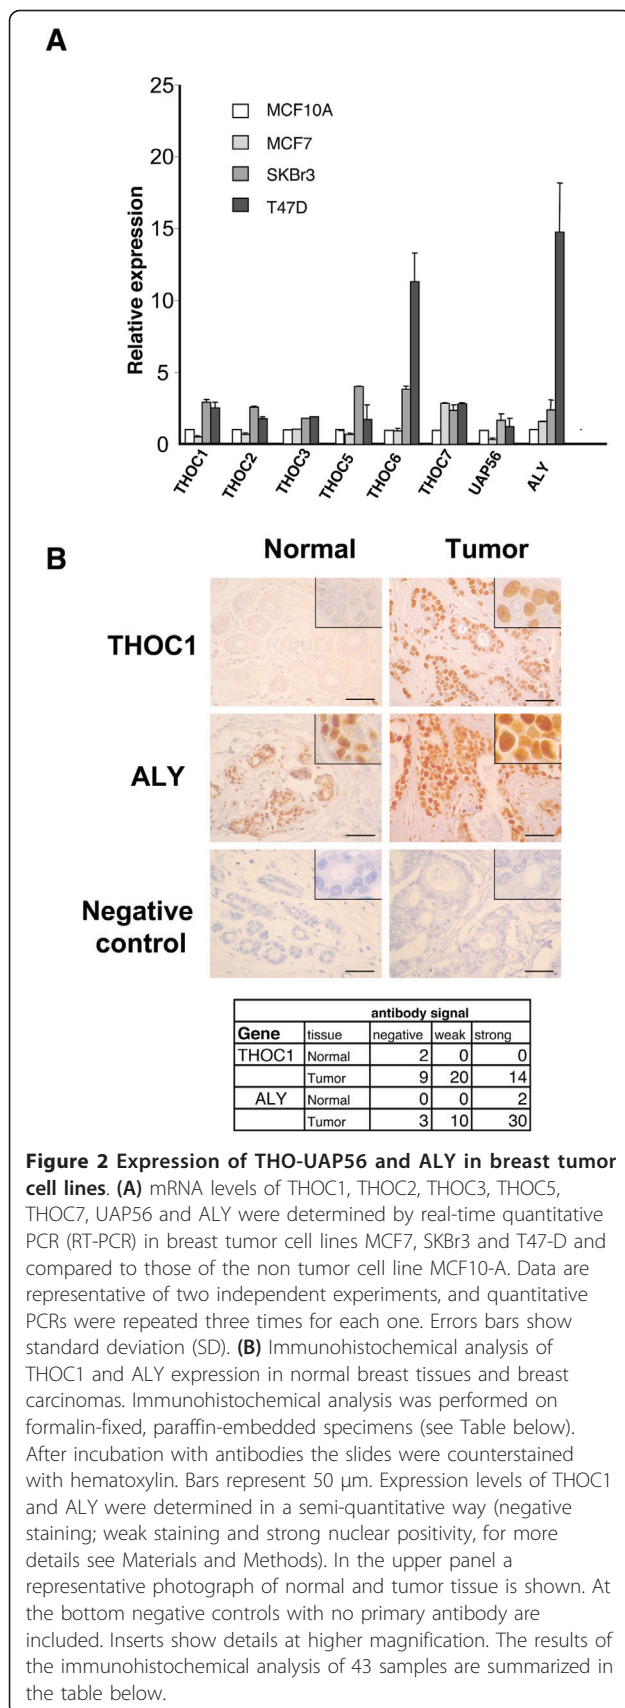 A
25
20
15
10
5
0
Relative expression
MCF10A
MCF7
SKBr3
T47D
THOC1
THOC2
THOC3
THOC5
THOC6
THOC7
UAP56
ALY
B
Normal Tumor
THOC1
ALY
Negative
control
antibody signal
Gene tissue negative weak strong
THOC1 Normal 2 0 0
Tumor 9 20 14
ALY Normal 0 0 2
Tumor 3 10 30
Figure 2 Expression of THO-UAP56 and ALY in breast tumor
cell lines. (A) mRNA levels of THOC1, THOC2, THOC3, THOC5,
THOC7, UAP56 and ALY were determined by real-time quantitative
PCR (RT-PCR) in breast tumor cell lines MCF7, SKBr3 and T47-D and
compared to those of the non tumor cell line MCF10-A. Data are
representative of two independent experiments, and quantitative
PCRs were repeated three times for each one. Errors bars show
standard deviation (SD). (B) Immunohistochemical analysis of
THOC1 and ALY expression in normal breast tissues and breast
carcinomas. Immunohistochemical analysis was performed on
formalin-fixed, paraffin-embedded specimens (see Table below).
After incubation with antibodies the slides were counterstained
with hematoxylin. Bars represent 50 μm. Expression levels of THOC1
and ALY were determined in a semi-quantitative way (negative
staining; weak staining and strong nuclear positivity, for more
details see Materials and Methods). In the upper panel a
representative photograph of normal and tumor tissue is shown. At
the bottom negative controls with no primary antibody are
included. Inserts show details at higher magnification. The results of
the immunohistochemical analysis of 43 samples are summarized in
the table below.